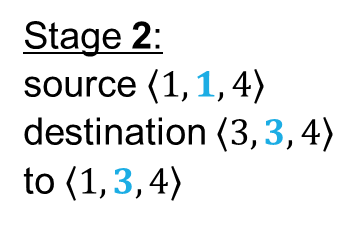 Stage 2:
source ⟨1, 1, 4⟩
destination ⟨3, 3, 4⟩
to ⟨1, 3, 4⟩